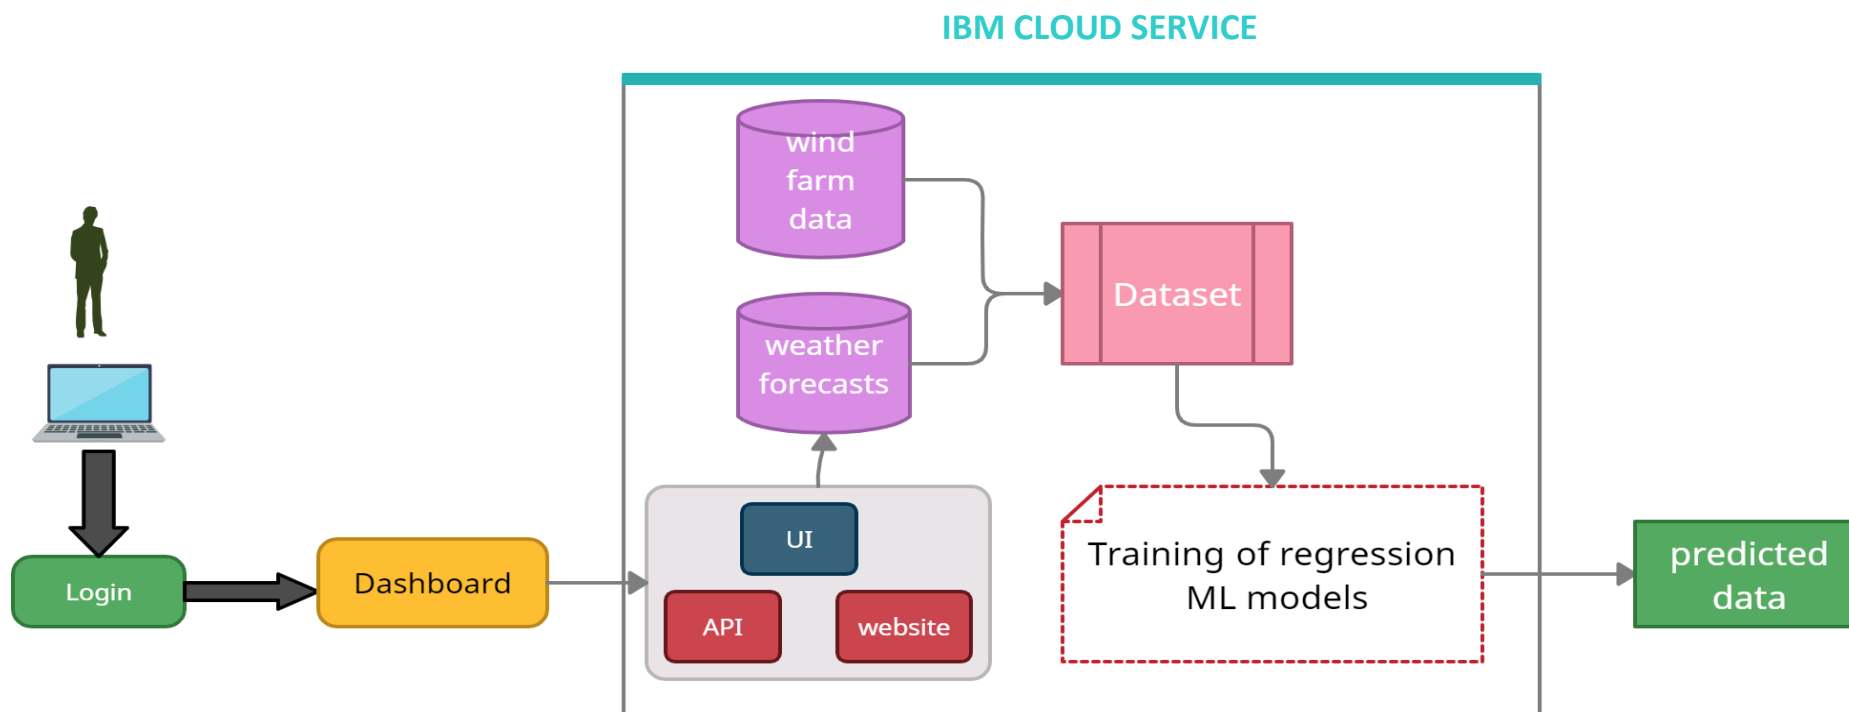 IBM CLOUD SERVICE
wind
farm
data
weather
forecasts
Dataset
UI
API
website
Login
Dashboard
Training of regression
ML models
predicted
data